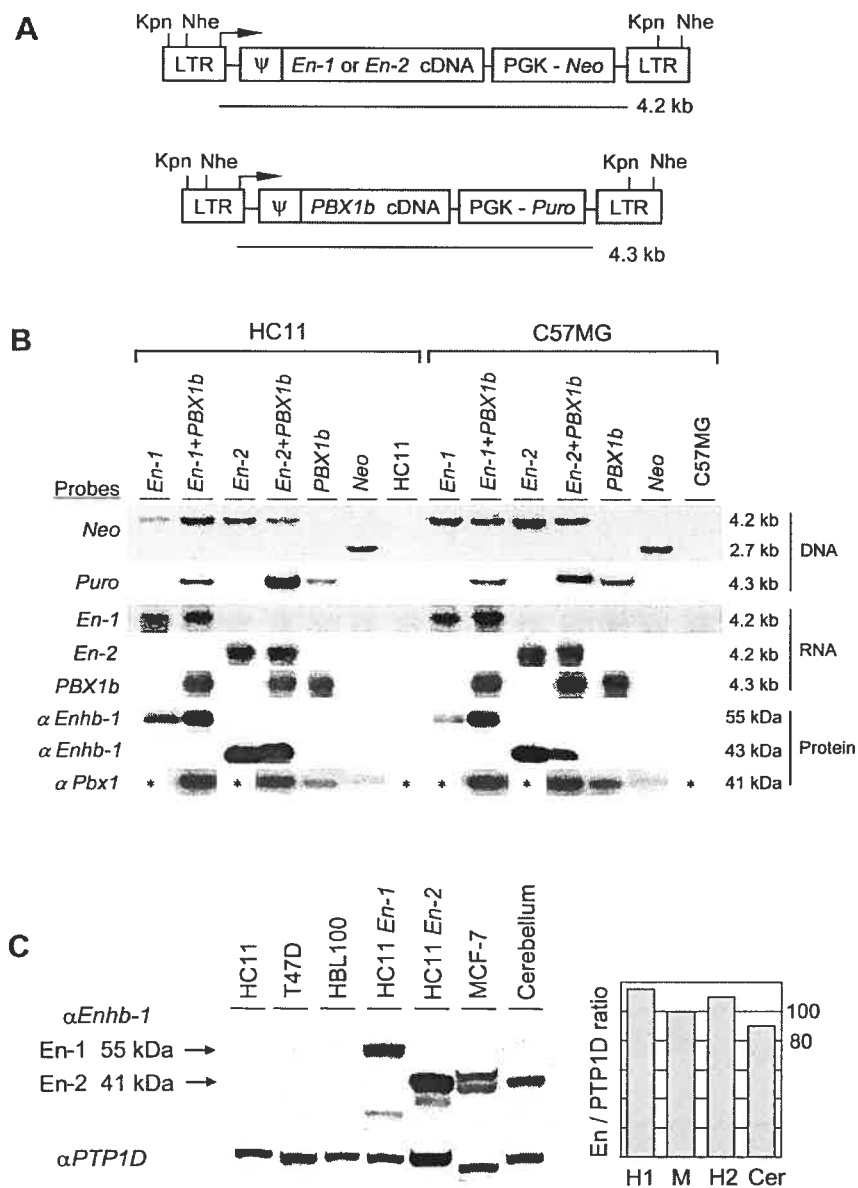 A
Kpn Nhe Kpn Nhe
LTR ψ En-1 or En-2 cDNA PGK - Neo LTR
4.2 kb
Kpn Nhe Kpn Nhe
LTR ψ PBX1b cDNA PGK - Puro LTR
4.3 kb
B
HC11 C57MG
Probes En-1 En-1+PBX1b En-2 En-2+PBX1b PBX1b Neo HC11 En-1 En-1+PBX1b En-2 En-2+PBX1b PBX1b Neo C57MG
Neo 4.2 kb
2.7 kb DNA
Puro 4.3 kb
En-1 4.2 kb
En-2 4.2 kb RNA
PBX1b 4.3 kb
α Enhb-1 55 kDa
α Enhb-1 43 kDa Protein
α Pbx1 * * * * * * 41 kDa
C
HC11 T47D HBL100 HC11 En-1 HC11 En-2 MCF-7 Cerebellum
αEnhb-1
En-1 55 kDa →
En-2 41 kDa →
αPTP1D
En / PTP1D ratio
100
80
H1 M H2 Cer